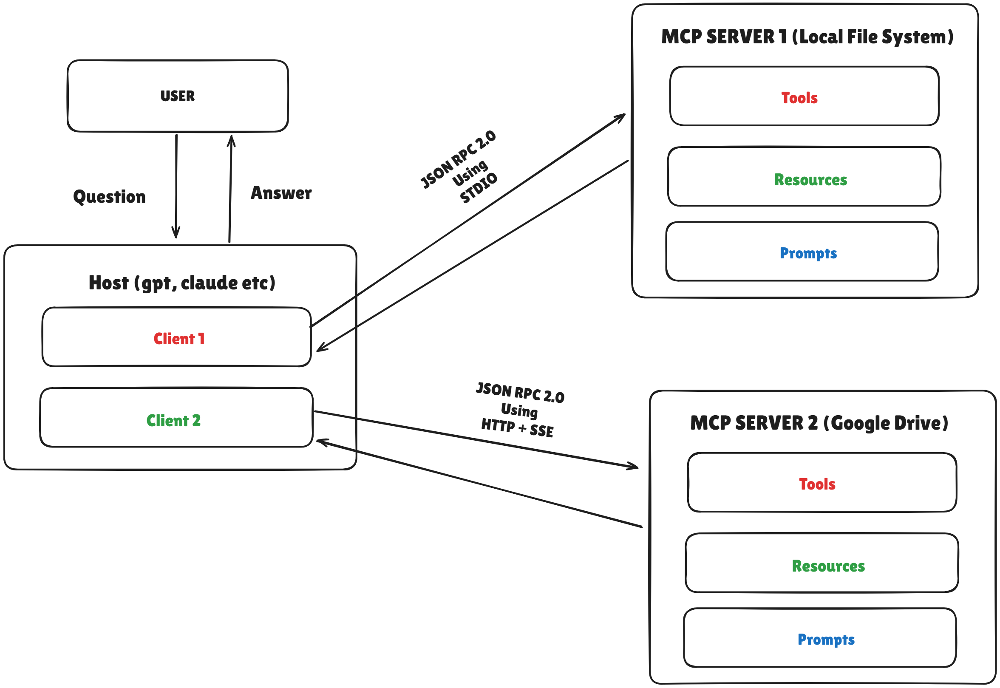 MCP SERVER 1 (Local File System)
USER
Tools
JSON RPC 2.0
Using
STDIO
Resources
Question
Answer
Prompts
Host (gpt, claude etc)
Client 1
JSON RPC 2.0
Using
HTTP + SSE
Client 2
MCP SERVER 2 (Google Drive)
Tools
Resources
Prompts